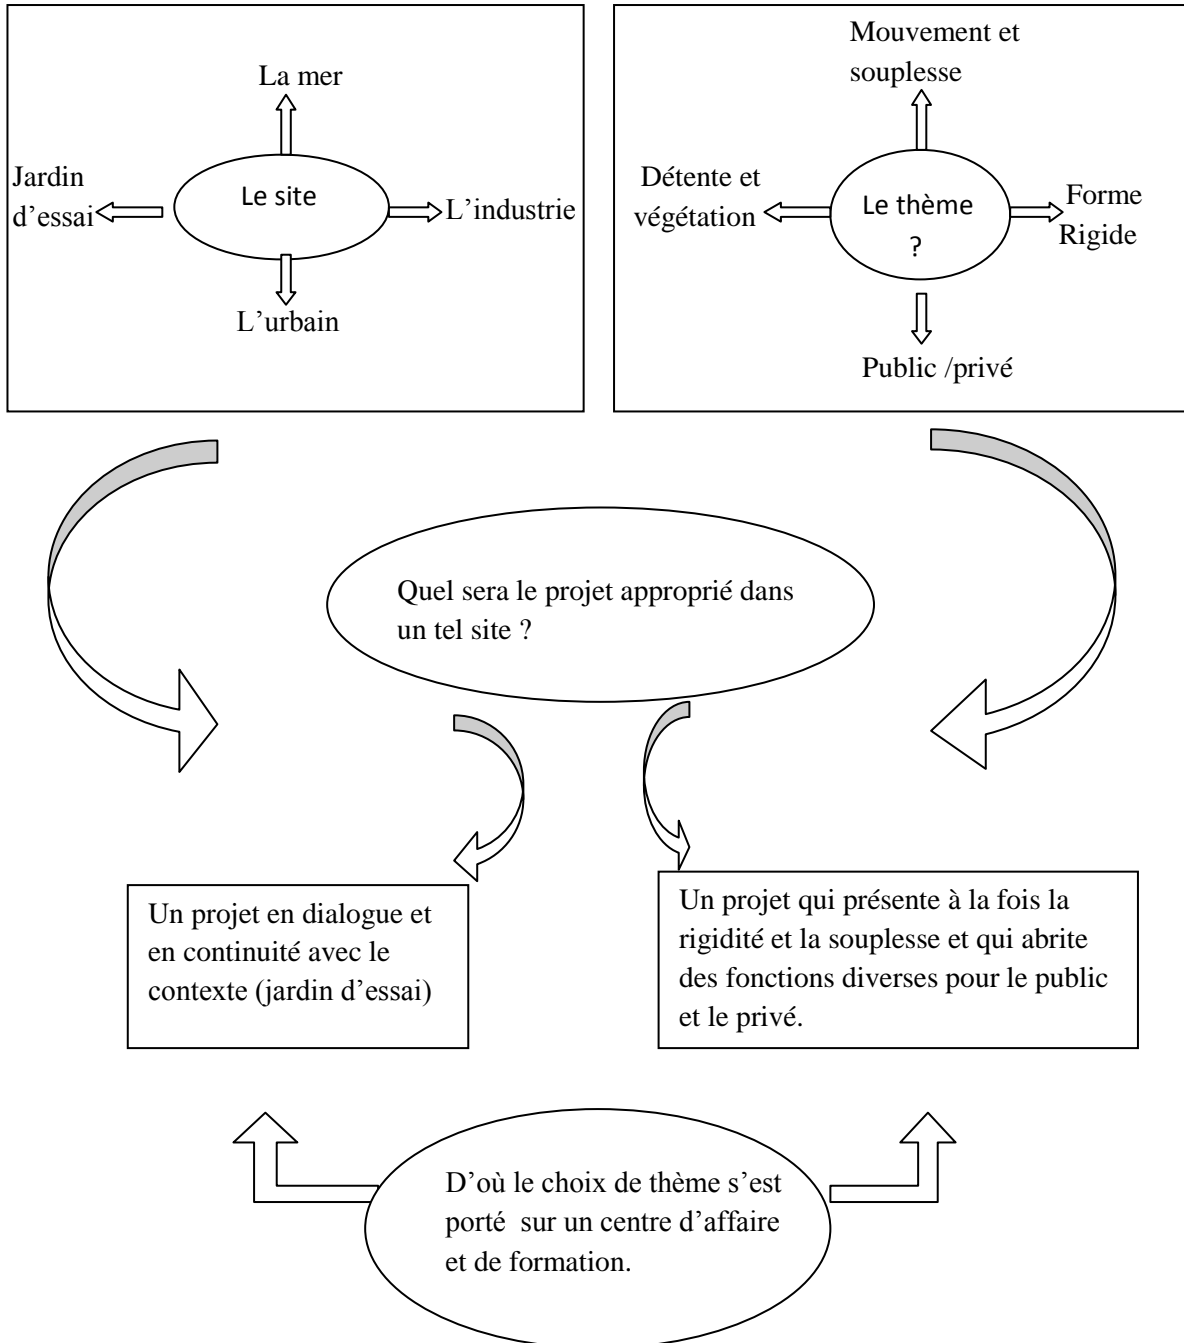 La mer
Jardin
d’essai
Le site
L’industrie
L’urbain
Mouvement et
souplesse
Détente et
végétation
Le thème
?
Forme
Rigide
Public /privé
Quel sera le projet approprié dans
un tel site ?
Un projet en dialogue et
en continuité avec le
contexte (jardin d’essai)
Un projet qui présente à la fois la
rigidité et la souplesse et qui abrite
des fonctions diverses pour le public
et le privé.
D’où le choix de thème s’est
porté  sur un centre d’affaire
et de formation.